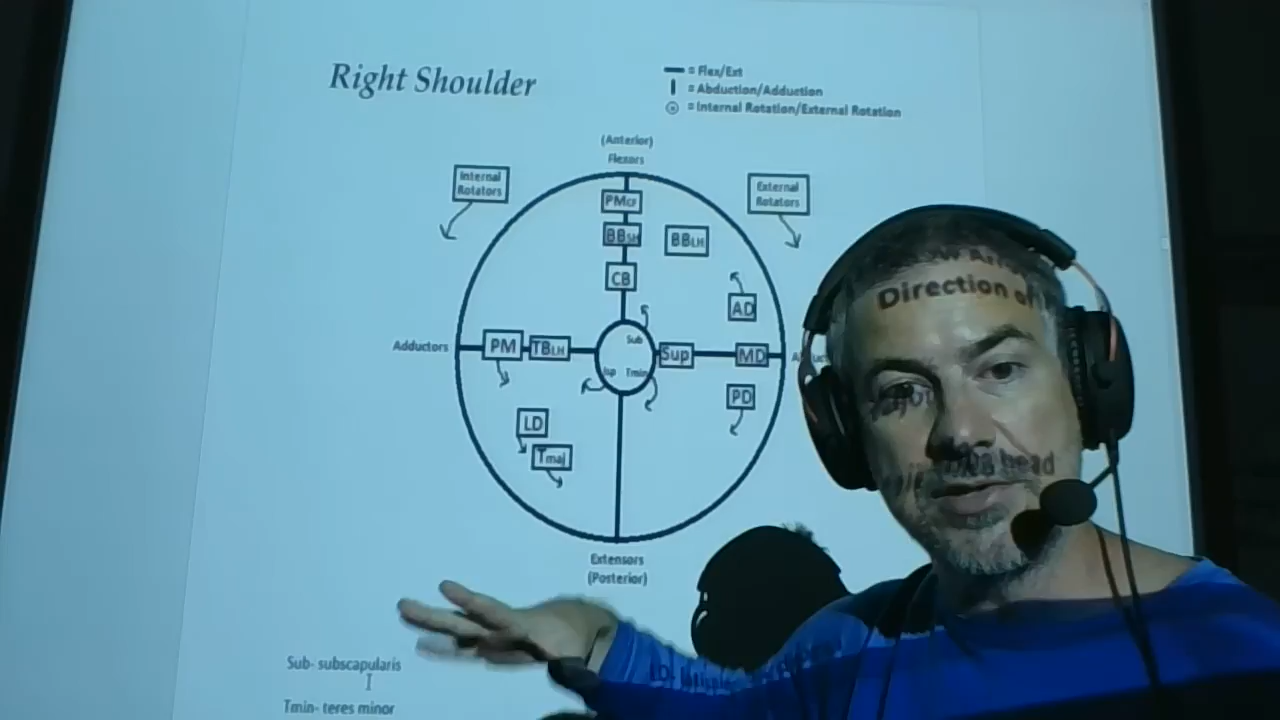 Right Shoulder
= Flex/Ext
= Abduction/Adduction
= Internal Rotation/External Rotation
(Anterior)
Flexors
Internal
Rotators
External
Rotators
PMCF
BBSH
BBLH
CB
AD
Direction of
Sub
Adductors
PM
TBLH
Sup
MD
Tmin
PD
LD
Tmaj
head
Extensors
(Posterior)
Sub- subscapularis
Tmin- teres minor